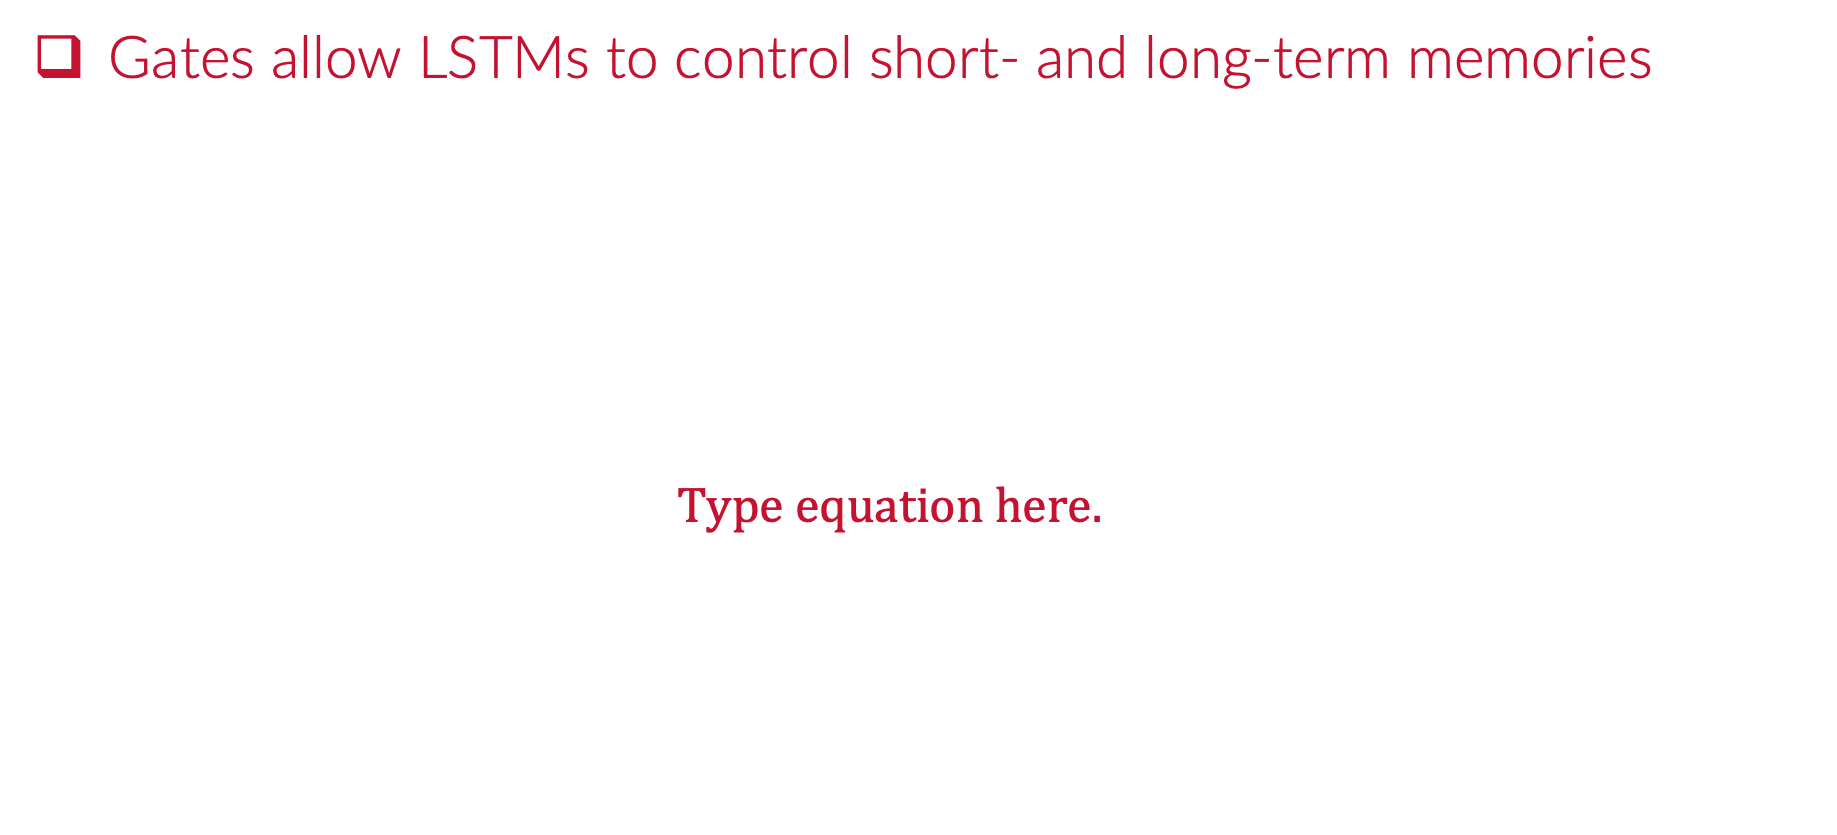 Gates allow LSTMs to control short- and long-term memories
Type equation here.